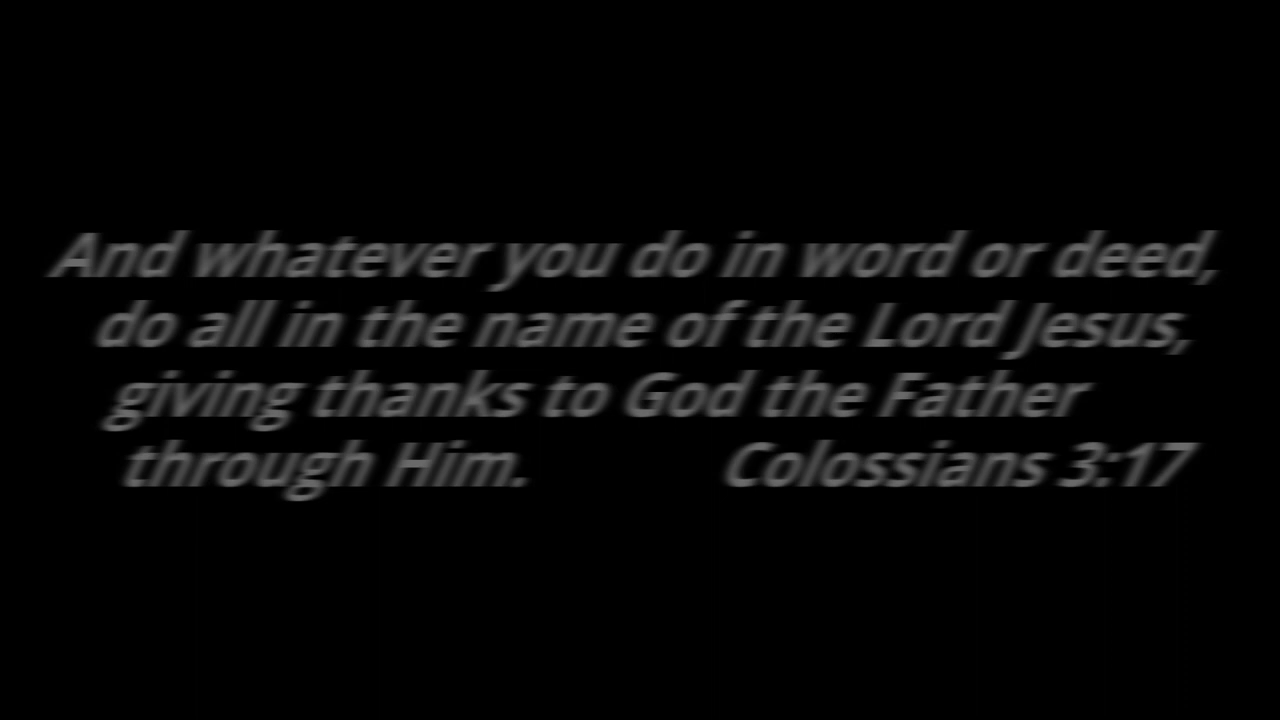 And whatever you do in word or deed,
do all in the name of the Lord Jesus,
giving thanks to God the Father
through Him. Colossians 3:17